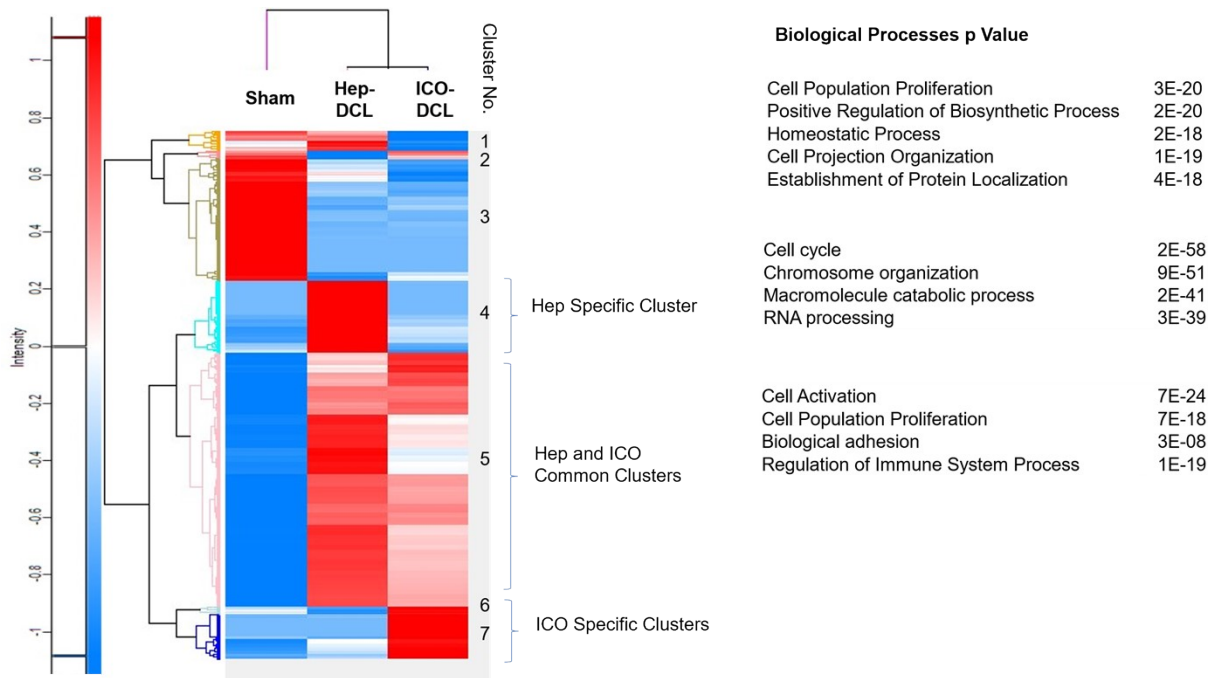 Biological Processes p Value
Sham
Hep-
DCL
ICO-
DCL
Cluster No.
1
2
3
4
5
6
7
Intensity
1
0.8
0.6
0.4
0.2
0
-0.2
-0.4
-0.6
-0.8
-1
Hep Specific Cluster
Hep and ICO
Common Clusters
ICO Specific Clusters
Cell Population Proliferation 3E-20
Positive Regulation of Biosynthetic Process 2E-20
Homeostatic Process 2E-18
Cell Projection Organization 1E-19
Establishment of Protein Localization 4E-18
Cell cycle 2E-58
Chromosome organization 9E-51
Macromolecule catabolic process 2E-41
RNA processing 3E-39
Cell Activation 7E-24
Cell Population Proliferation 7E-18
Biological adhesion 3E-08
Regulation of Immune System Process 1E-19